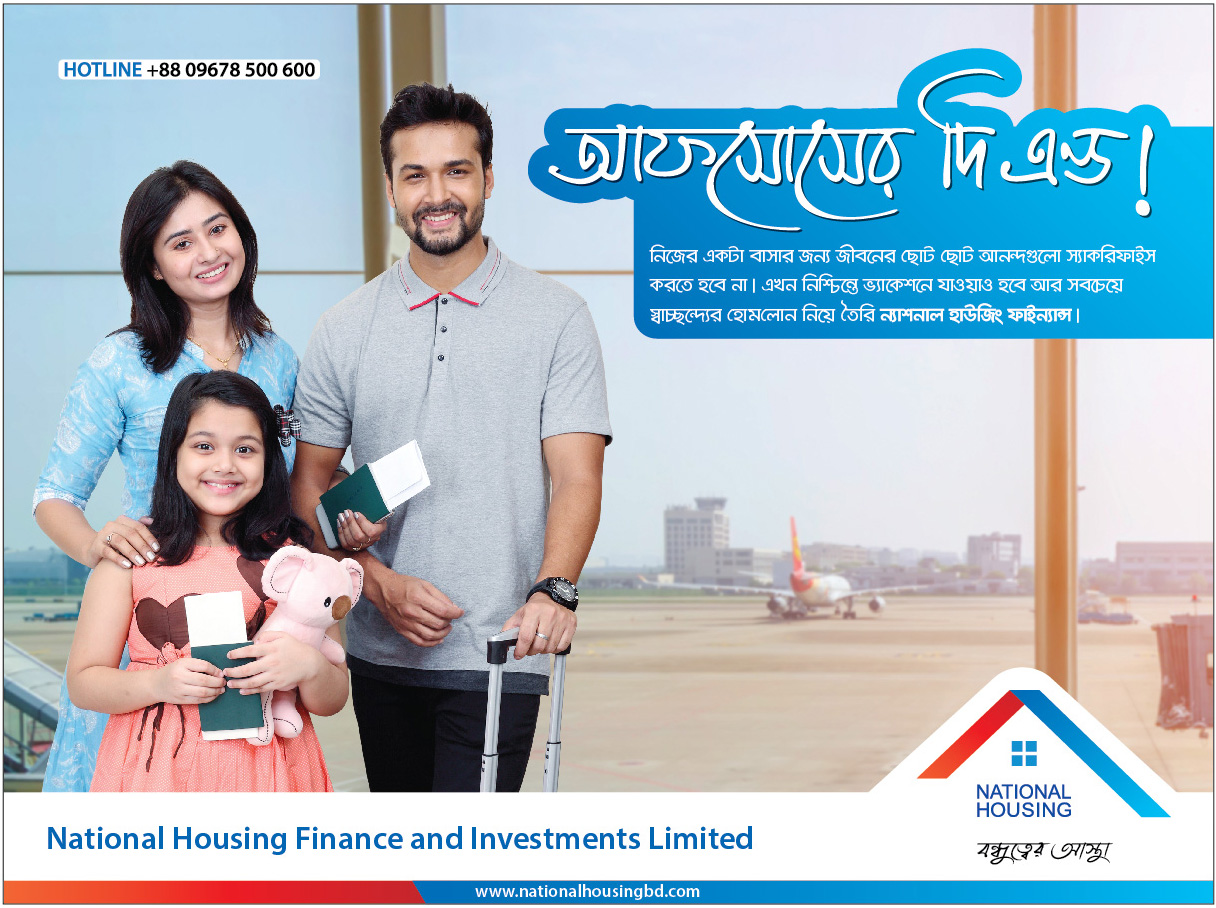 HOTLINE +88 09678 500 600
আফসোসের দি এন্ড!
নিজের একটা বাসার জন্য জীবনের ছোট ছোট আনন্দগুলো স্যাকরিফাইস
করতে হবে না। এখন নিশ্চিন্তে ভ্যাকেশনে যাওয়াও হবে আর সবচেয়ে
স্বাচ্ছন্দ্যের হোমলোন নিয়ে তৈরি ন্যাশনাল হাউজিং ফাইন্যান্স।
NATIONAL
HOUSING
বন্ধুত্বের আস্থা
National Housing Finance and Investments Limited
www.nationalhousingbd.com